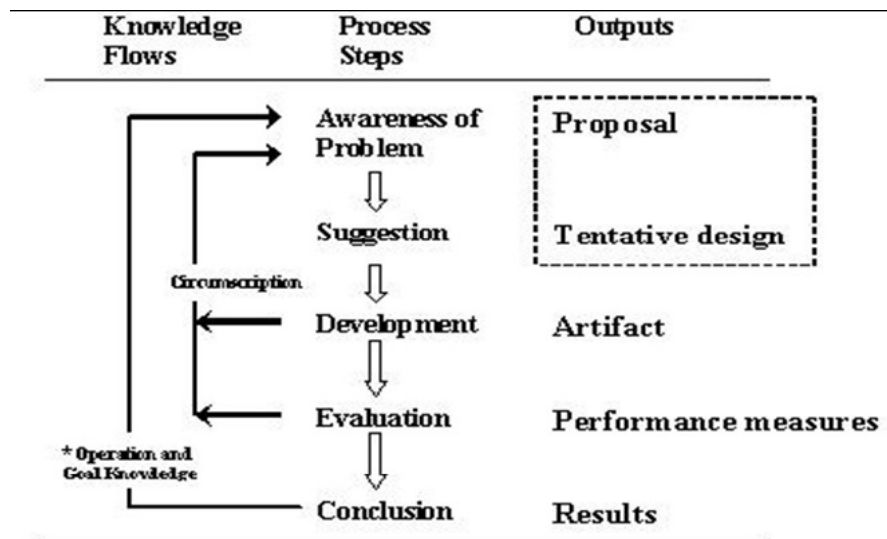 Knowledge Flows
Process Steps
Outputs
Awareness of Problem
Proposal
Suggestion
Tentative design
Circumscription
Development
Artifact
Evaluation
Performance measures
* Operation and Goal Knowledge
Conclusion
Results